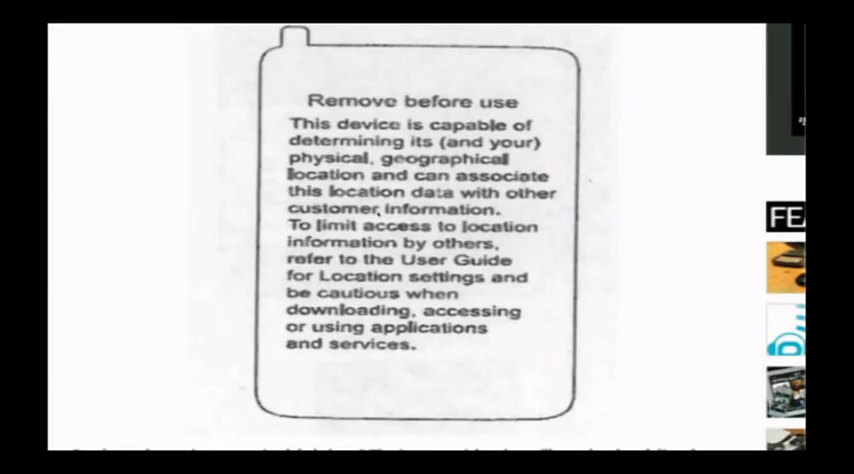 Remove before use
This device is capable of
determining its (and your)
physical, geographical
location and can associate
this location data with other
customer information.
To limit access to location
information by others,
refer to the User Guide
for Location settings and
be cautious when
downloading, accessing
or using applications
and services.
FEA